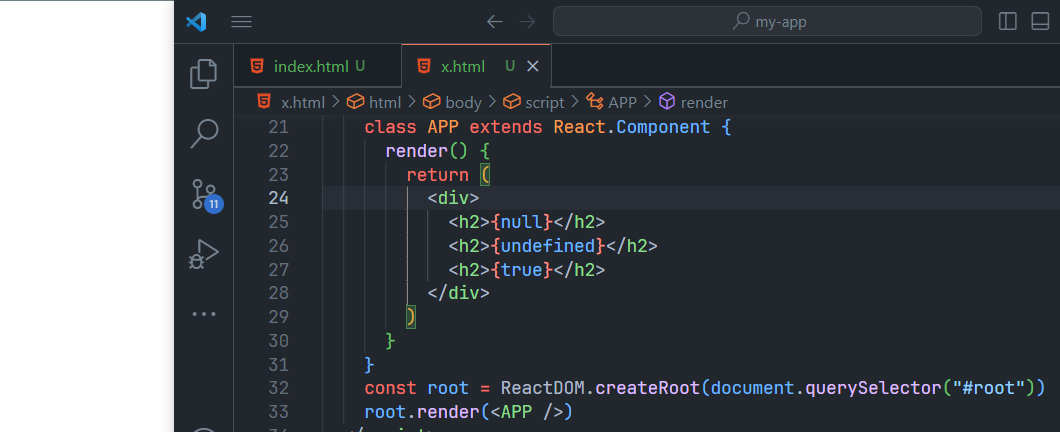 my-app
index.html U
x.html U
x.html > html > body > script > APP > render
21 class APP extends React.Component {
22 render() {
23 return (
24 <div>
25 <h2>{null}</h2>
26 <h2>{undefined}</h2>
27 <h2>{true}</h2>
28 </div>
29 )
30 }
31 }
32 const root = ReactDOM.createRoot(document.querySelector("#root"))
33 root.render(<APP />)
11